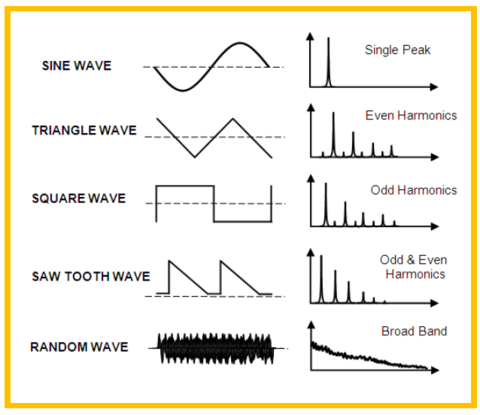 SINE WAVE
Single Peak
TRIANGLE WAVE
Even Harmonics
SQUARE WAVE
Odd Harmonics
SAW TOOTH WAVE
Odd & Even
Harmonics
RANDOM WAVE
Broad Band